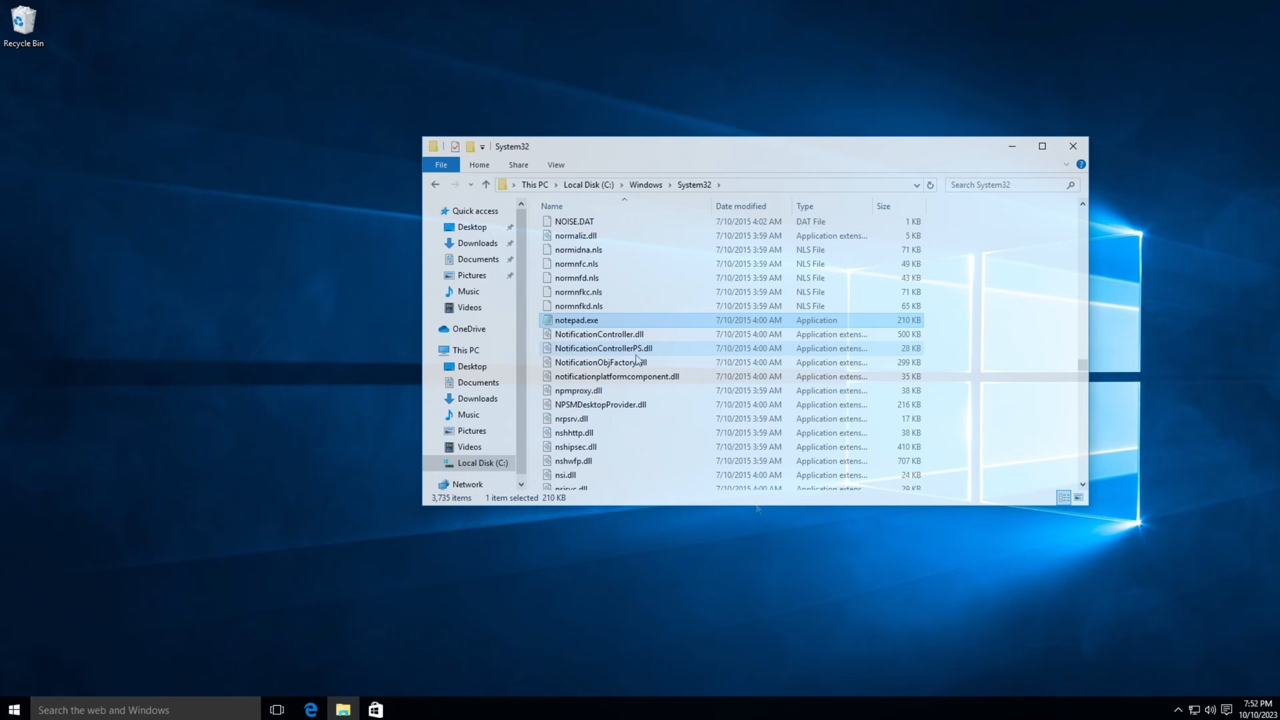 Recycle Bin
System32
File Home Share View
This PC Local Disk (C:) Windows System32
Search System32
Name Date modified Type Size
Quick access
Desktop
Downloads
Documents
Pictures
Music
Videos
OneDrive
This PC
Desktop
Documents
Downloads
Music
Pictures
Videos
Local Disk (C:)
Network
NOISE.DAT 7/10/2015 4:02 AM DAT File 1 KB
normaliz.dll 7/10/2015 3:59 AM Application extens... 5 KB
normidna.nls 7/10/2015 3:59 AM NLS File 71 KB
normnfc.nls 7/10/2015 3:59 AM NLS File 49 KB
normnfd.nls 7/10/2015 3:59 AM NLS File 43 KB
normnfkc.nls 7/10/2015 3:59 AM NLS File 71 KB
normnfkd.nls 7/10/2015 3:59 AM NLS File 65 KB
notepad.exe 7/10/2015 4:00 AM Application 210 KB
NotificationController.dll 7/10/2015 4:00 AM Application extens... 500 KB
NotificationControllerPS.dll 7/10/2015 4:00 AM Application extens... 28 KB
NotificationObjFactory.dll 7/10/2015 4:00 AM Application extens... 299 KB
notificationplatformcomponent.dll 7/10/2015 4:00 AM Application extens... 35 KB
npmproxy.dll 7/10/2015 3:59 AM Application extens... 38 KB
NPSMDesktopProvider.dll 7/10/2015 4:00 AM Application extens... 216 KB
nrpsrv.dll 7/10/2015 3:59 AM Application extens... 17 KB
nshhttp.dll 7/10/2015 3:59 AM Application extens... 38 KB
nshipsec.dll 7/10/2015 3:59 AM Application extens... 410 KB
nshwfp.dll 7/10/2015 3:59 AM Application extens... 707 KB
nsi.dll 7/10/2015 4:00 AM Application extens... 24 KB
3,735 items 1 item selected 210 KB
Search the web and Windows
7:52 PM
10/10/2023